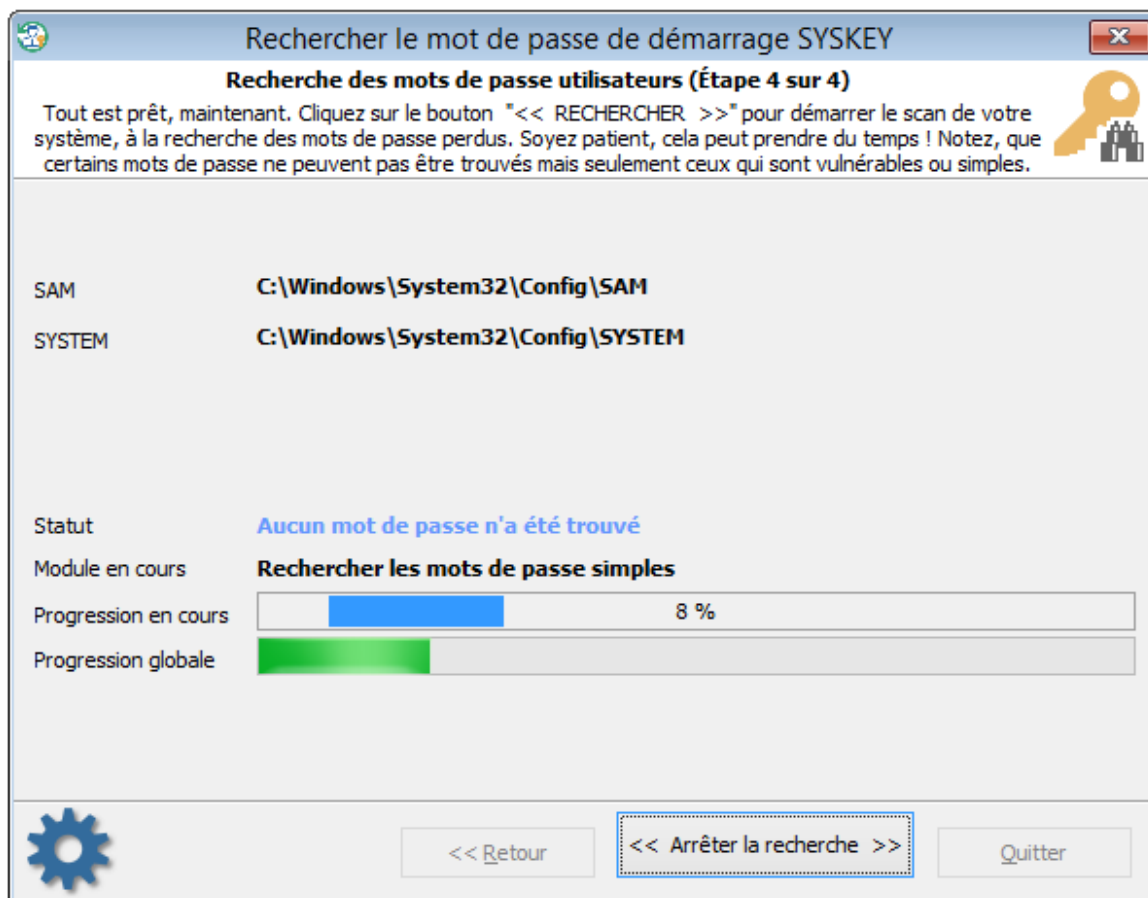 Rechercher le mot de passe de démarrage SYSKEY
Recherche des mots de passe utilisateurs (Étape 4 sur 4)
Tout est prêt, maintenant. Cliquez sur le bouton "<< RECHERCHER >>" pour démarrer le scan de votre
système, à la recherche des mots de passe perdus. Soyez patient, cela peut prendre du temps ! Notez, que
certains mots de passe ne peuvent pas être trouvés mais seulement ceux qui sont vulnérables ou simples.
SAM C:\Windows\System32\Config\SAM
SYSTEM C:\Windows\System32\Config\SYSTEM
Statut Aucun mot de passe n'a été trouvé
Module en cours Rechercher les mots de passe simples
Progression en cours 8 %
Progression globale
<< Retour << Arrêter la recherche >> Quitter